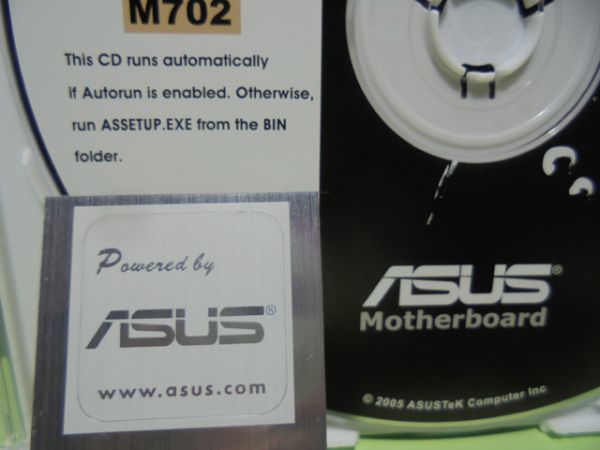 M702
This CD runs automatically
if Autorun is enabled. Otherwise,
run ASSETUP.EXE from the BIN
folder.
Powered by
ASUS®
www.asus.com
ASUS®
Motherboard
© 2005 ASUSTeK Computer Inc